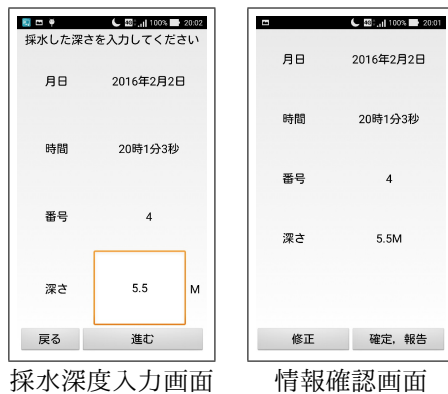 100% 20:02
採水した深さを入力してください
月日 2016年2月2日
時間 20時1分3秒
番号 4
深さ 5.5 M
戻る 進む
採水深度入力画面
100% 20:01
月日 2016年2月2日
時間 20時1分3秒
番号 4
深さ 5.5M
修正 確定，報告
情報確認画面